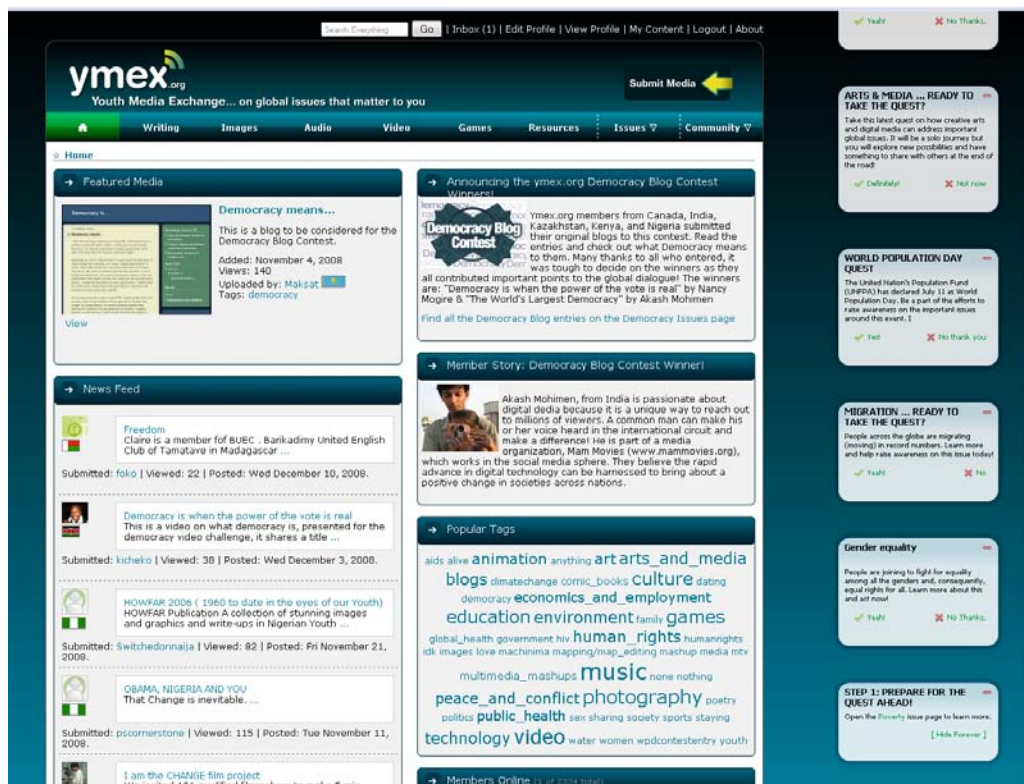 Search Everything
Go
| Inbox (1) | Edit Profile | View Profile | My Content | Logout | About
ymex.org
Youth Media Exchange... on global issues that matter to you
Submit Media
Writing
Images
Audio
Video
Games
Resources
Issues ▽
Community ▽
Home
Featured Media
Democracy is...
Democracy means...
This is a blog to be considered for the
Democracy Blog Contest.
Added: November 4, 2008
Views: 140
Uploaded by: Maksat
Tags: democracy
View
News Feed
Freedom
Claire is a member fof BUEC . Barikadimy United English
Club of Tamatave in Madagascar ...
Submitted: foko | Viewed: 22 | Posted: Wed December 10, 2008.
Democracy is when the power of the vote is real
This is a video on what democracy is, presented for the
democracy video challenge, it shares a title ...
Submitted: kicheko | Viewed: 38 | Posted: Wed December 3, 2008.
HOWFAR 2006 ( 1960 to date in the eyes of our Youth)
HOWFAR Publication A collection of stunning images
and graphics and write-ups in Nigerian Youth ...
Submitted: Switchedonnaija | Viewed: 82 | Posted: Fri November 21,
2008.
OBAMA, NIGERIA AND YOU
That Change is inevitable. ...
Submitted: pscornerstone | Viewed: 115 | Posted: Tue November 11,
2008.
I am the CHANGE film project
Announcing the ymex.org Democracy Blog Contest
Winners!
Democracy Blog
Contest
Ymex.org members from Canada, India,
Kazakhstan, Kenya, and Nigeria submitted
their original blogs to this contest. Read the
entries and check out what Democracy means
to them. Many thanks to all who entered, it
was tough to decide on the winners as they
all contributed important points to the global dialogue! The winners
are: "Democracy is when the power of the vote is real" by Nancy
Mogire & "The World's Largest Democracy" by Akash Mohimen
Find all the Democracy Blog entries on the Democracy Issues page
Member Story: Democracy Blog Contest Winner!
Akash Mohimen, from India is passionate about
digital dedia because it is a unique way to reach out
to millions of viewers. A common man can make his
or her voice heard in the international circuit and
make a difference! He is part of a media
organization, Mam Movies (www.mammovies.org),
which works in the social media sphere. They believe the rapid
advance in digital technology can be harnessed to bring about a
positive change in societies across nations.
Popular Tags
aids alive animation anything art arts_and_media
blogs climatechange comic_books culture dating
democracy economics_and_employment
education environment family games
global_health government hiv human_rights humanrights
idk images love machinima mapping/map_editing mashup media mtv
multimedia_mashups music none nothing
peace_and_conflict photography poetry
politics public_health sex sharing society sports staying
technology video water women wpdcontestentry youth
Members Online (1 of 2334 total)
Yeah!
No Thanks.
ARTS & MEDIA ... READY TO
TAKE THE QUEST?
Take this latest quest on how creative arts
and digital media can address important
global issues. It will be a solo journey but
you will explore new possibilities and have
something to share with others at the end of
the road!
Definitely!
Not now
WORLD POPULATION DAY
QUEST
The United Nation's Population Fund
(UNFPA) has declared July 11 as World
Population Day. Be a part of the efforts to
raise awareness on the important issues
around this event. I
Yes!
No thank you
MIGRATION ... READY TO
TAKE THE QUEST?
People across the globe are migrating
(moving) in record numbers. Learn more
and help raise awareness on this issue today!
Yeah!
No
Gender equality
People are joining to fight for equality
among all the genders and, consequently,
equal rights for all. Learn more about this
and act now!
Yeah!
No Thanks.
STEP 1: PREPARE FOR THE
QUEST AHEAD!
Open the Poverty issue page to learn more.
[ Hide Forever ]